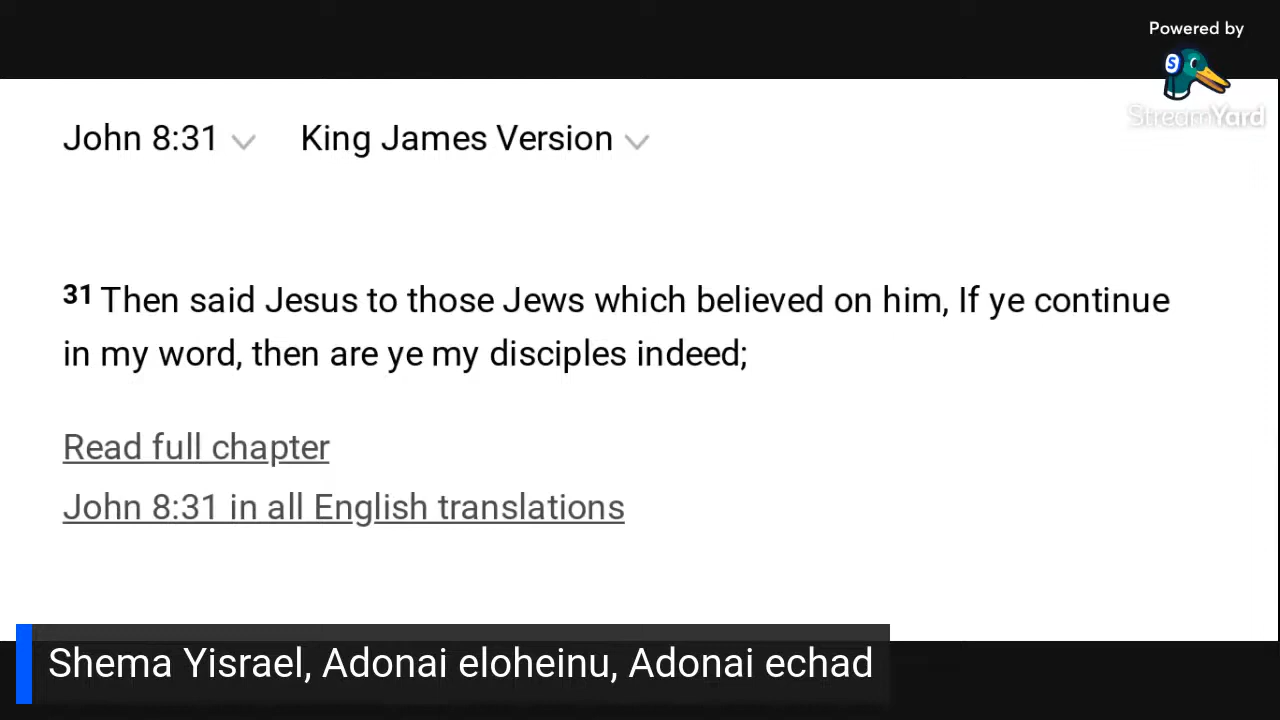 Powered by
S
StreamYard
John 8:31 King James Version
31 Then said Jesus to those Jews which believed on him, If ye continue
in my word, then are ye my disciples indeed;
Read full chapter
John 8:31 in all English translations
Shema Yisrael, Adonai eloheinu, Adonai echad